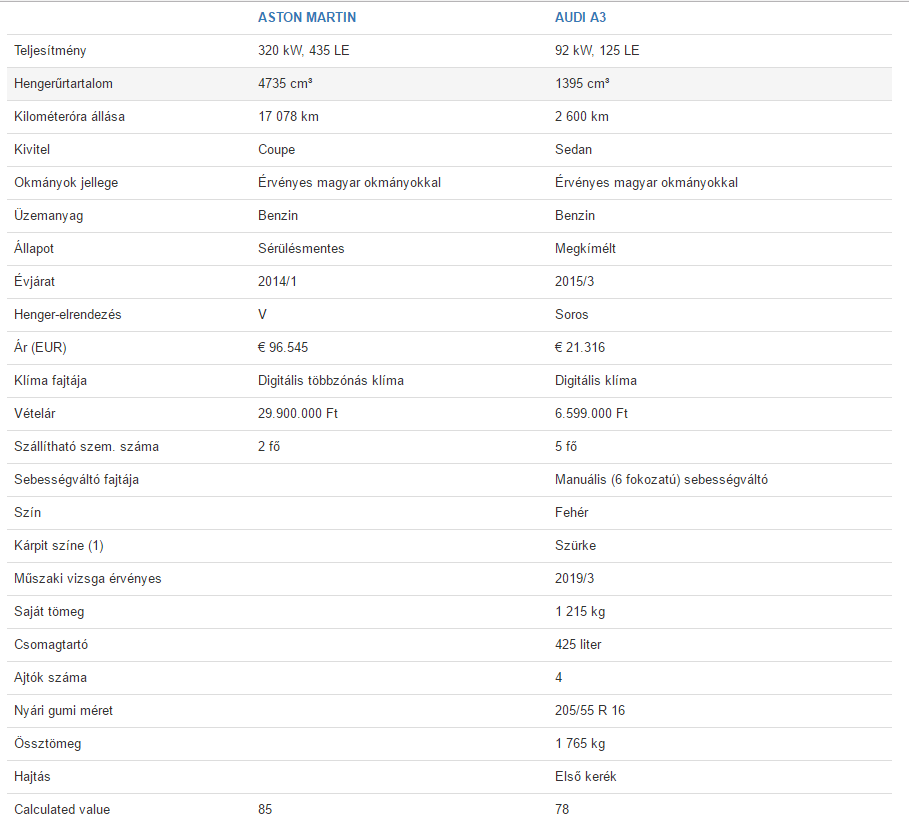 ASTON MARTIN AUDI A3
Teljesítmény 320 kW, 435 LE 92 kW, 125 LE
Hengerűrtartalom 4735 cm³ 1395 cm³
Kilométeróra állása 17 078 km 2 600 km
Kivitel Coupe Sedan
Okmányok jellege Érvényes magyar okmányokkal Érvényes magyar okmányokkal
Üzemanyag Benzin Benzin
Állapot Sérülésmentes Megkímélt
Évjárat 2014/1 2015/3
Henger-elrendezés V Soros
Ár (EUR) € 96.545 € 21.316
Klíma fajtája Digitális többzónás klíma Digitális klíma
Vételár 29.900.000 Ft 6.599.000 Ft
Szállítható szem. száma 2 fő 5 fő
Sebességváltó fajtája Manuális (6 fokozatú) sebességváltó
Szín Fehér
Kárpit színe (1) Szürke
Műszaki vizsga érvényes 2019/3
Saját tömeg 1 215 kg
Csomagtartó 425 liter
Ajtók száma 4
Nyári gumi méret 205/55 R 16
Össztömeg 1 765 kg
Hajtás Első kerék
Calculated value 85 78